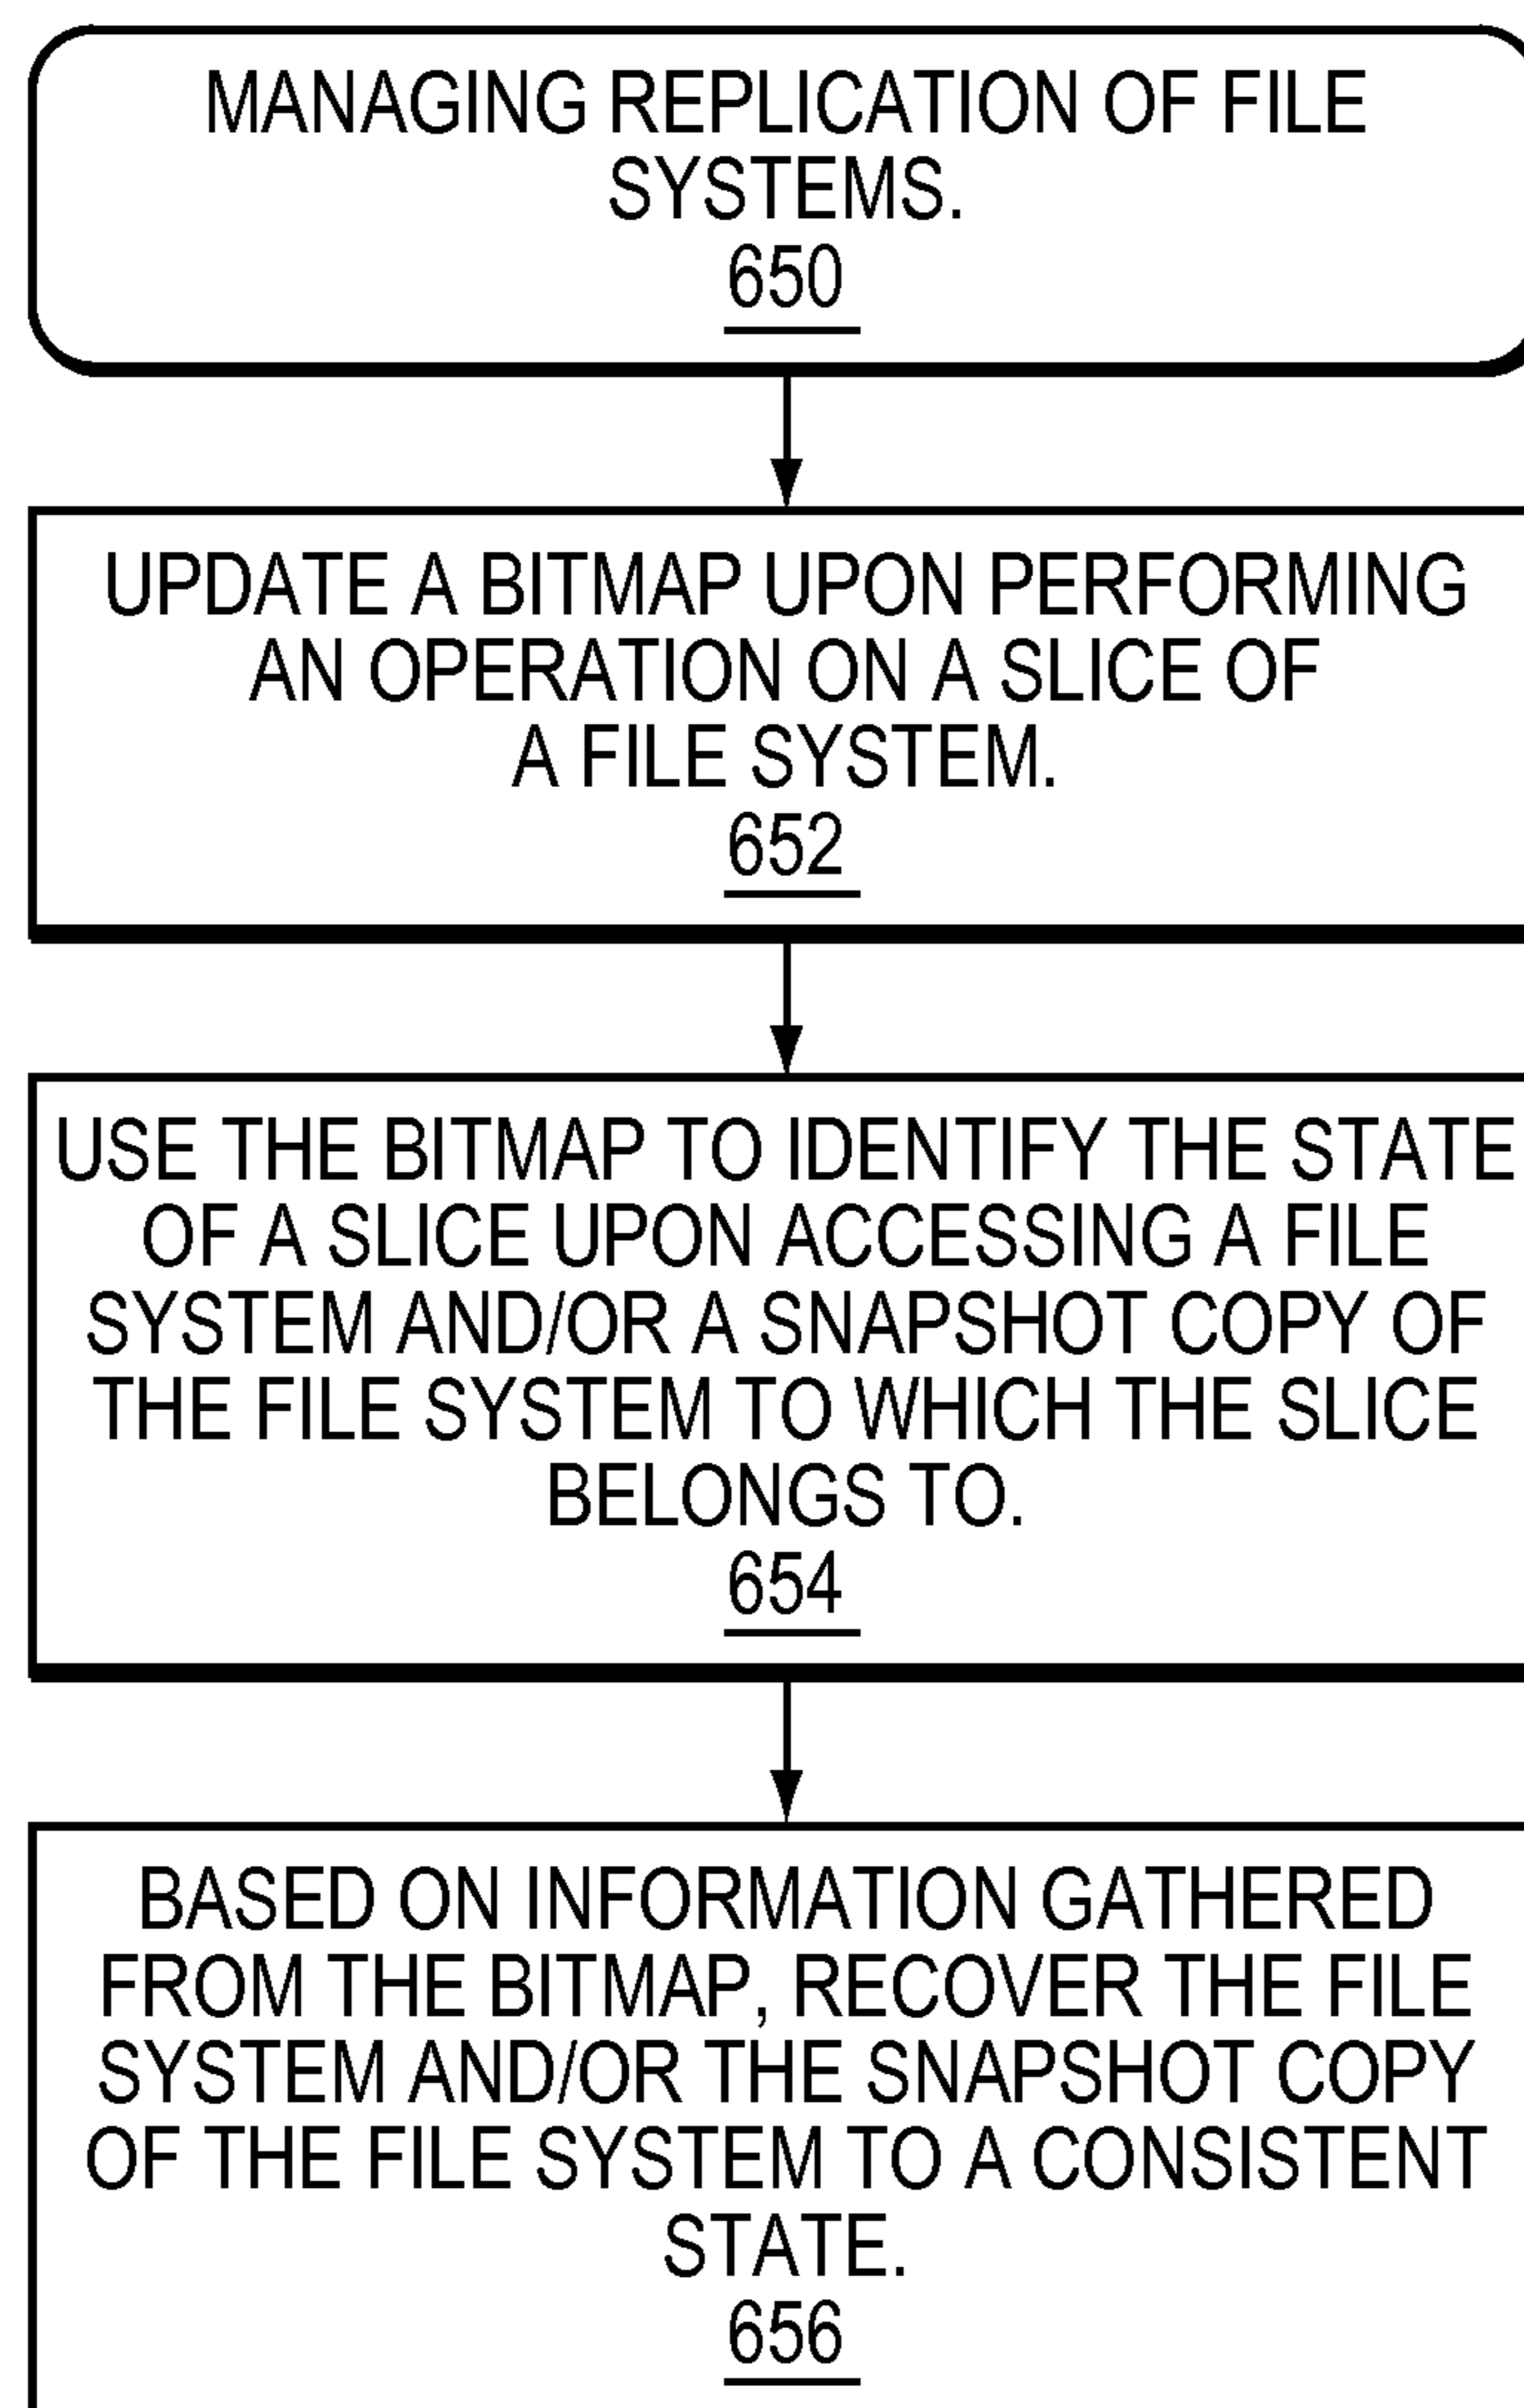 MANAGING REPLICATION OF FILE
SYSTEMS.
650
UPDATE A BITMAP UPON PERFORMING
AN OPERATION ON A SLICE OF
A FILE SYSTEM.
652
USE THE BITMAP TO IDENTIFY THE STATE
OF A SLICE UPON ACCESSING A FILE
SYSTEM AND/OR A SNAPSHOT COPY OF
THE FILE SYSTEM TO WHICH THE SLICE
BELONGS TO.
654
BASED ON INFORMATION GATHERED
FROM THE BITMAP, RECOVER THE FILE
SYSTEM AND/OR THE SNAPSHOT COPY
OF THE FILE SYSTEM TO A CONSISTENT
STATE.
656